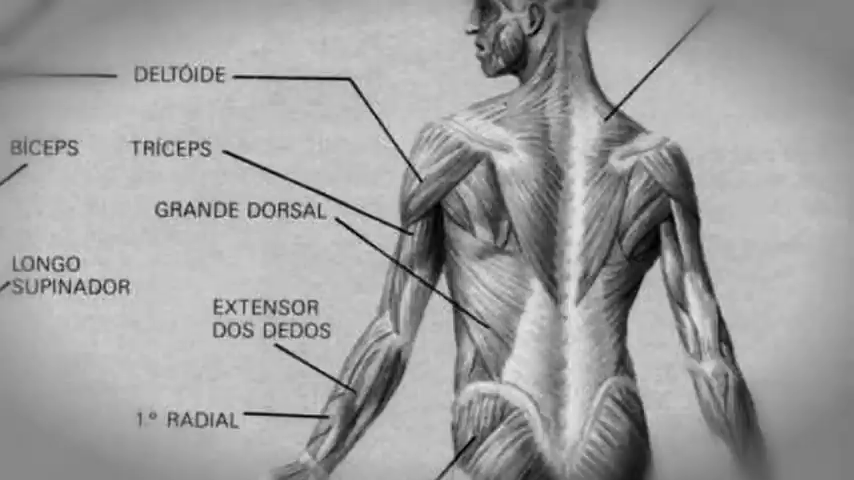 DELTÓIDE
BÍCEPS
TRÍCEPS
GRANDE DORSAL
LONGO
SUPINADOR
EXTENSOR
DOS DEDOS
1.º RADIAL